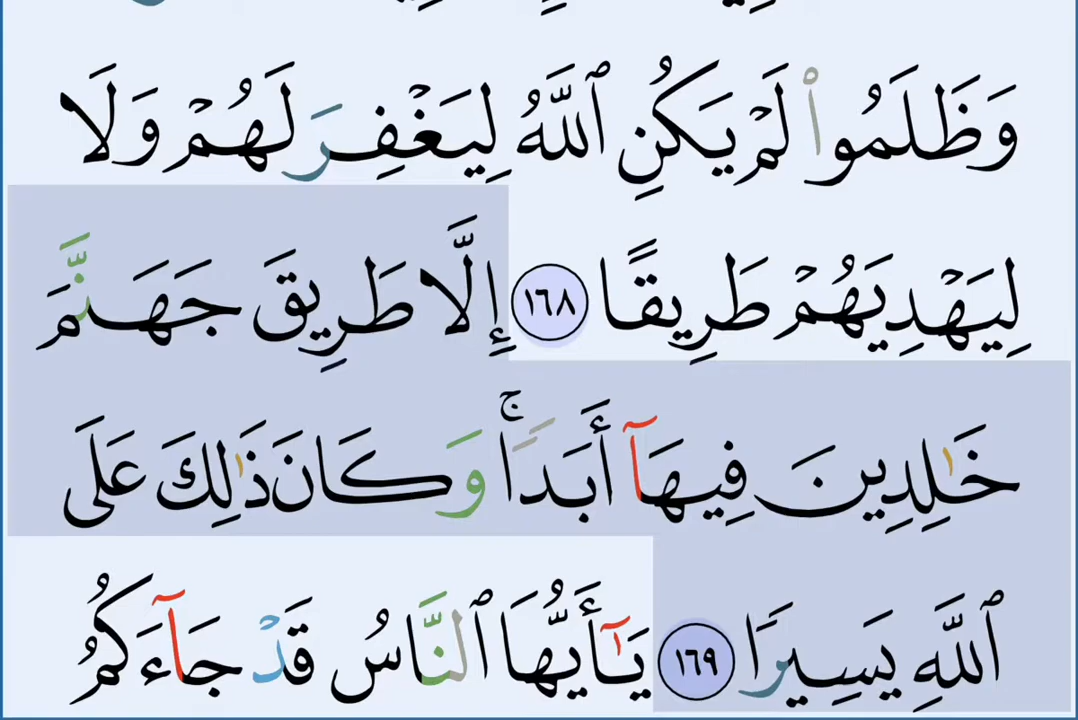 وَظَلَمُوا۟ لَمْ يَكُنِ ٱللَّهُ لِيَغْفِرَ لَهُمْ وَلَا
لِيَهْدِيَهُمْ طَرِيقًا ١٦٨ إِلَّا طَرِيقَ جَهَنَّمَ
خَٰلِدِينَ فِيهَآ أَبَدًاۚ وَكَانَ ذَٰلِكَ عَلَى
ٱللَّهِ يَسِيرًا ١٦٩ يَٰٓأَيُّهَا ٱلنَّاسُ قَدْ جَآءَكُمُ